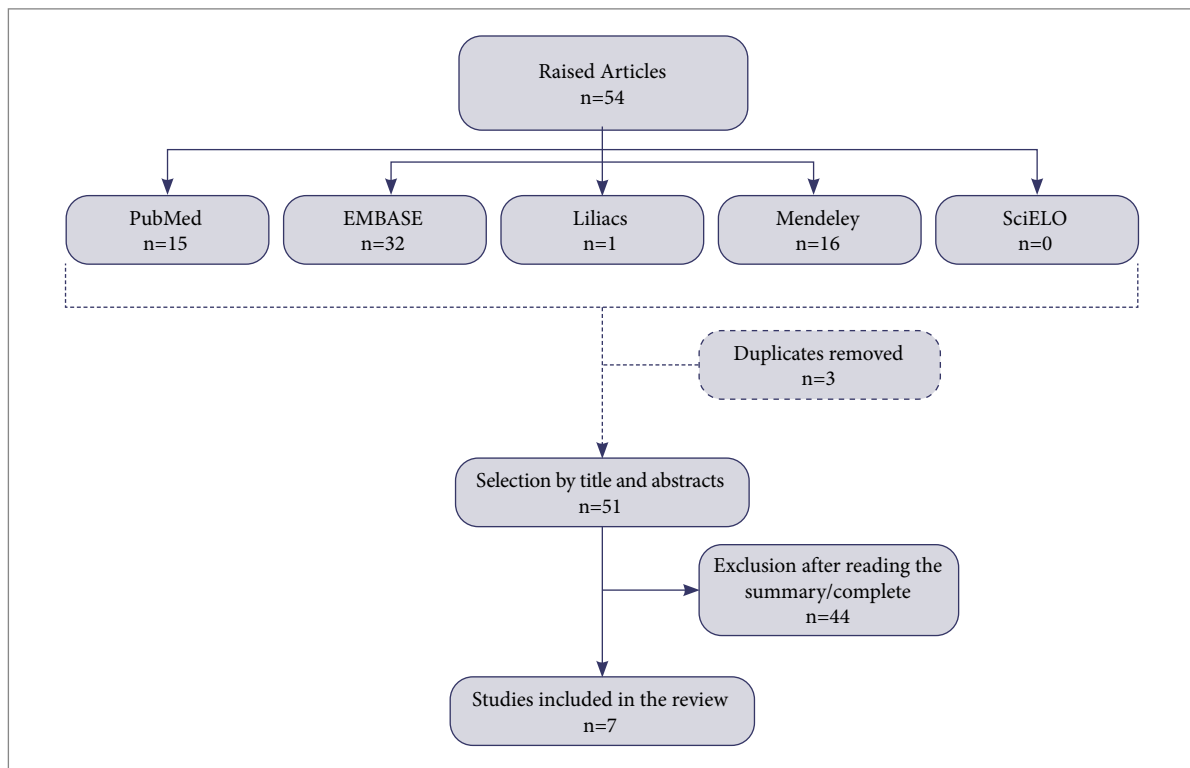 Raised Articles
n=54
PubMed
n=15
EMBASE
n=32
Liliacs
n=1
Mendeley
n=16
SciELO
n=0
Duplicates removed
n=3
Selection by title and abstracts
n=51
Exclusion after reading the
summary/complete
n=44
Studies included in the review
n=7